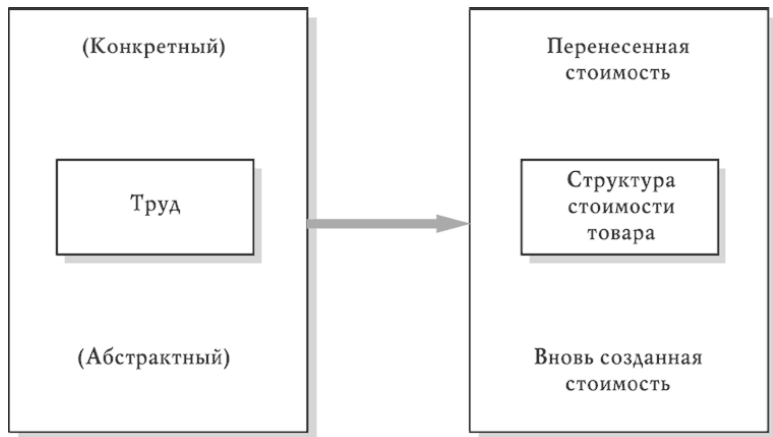 (Конкретный)
Труд
(Абстрактный)
Перенесенная
стоимость
Структура
стоимости
товара
Вновь созданная
стоимость